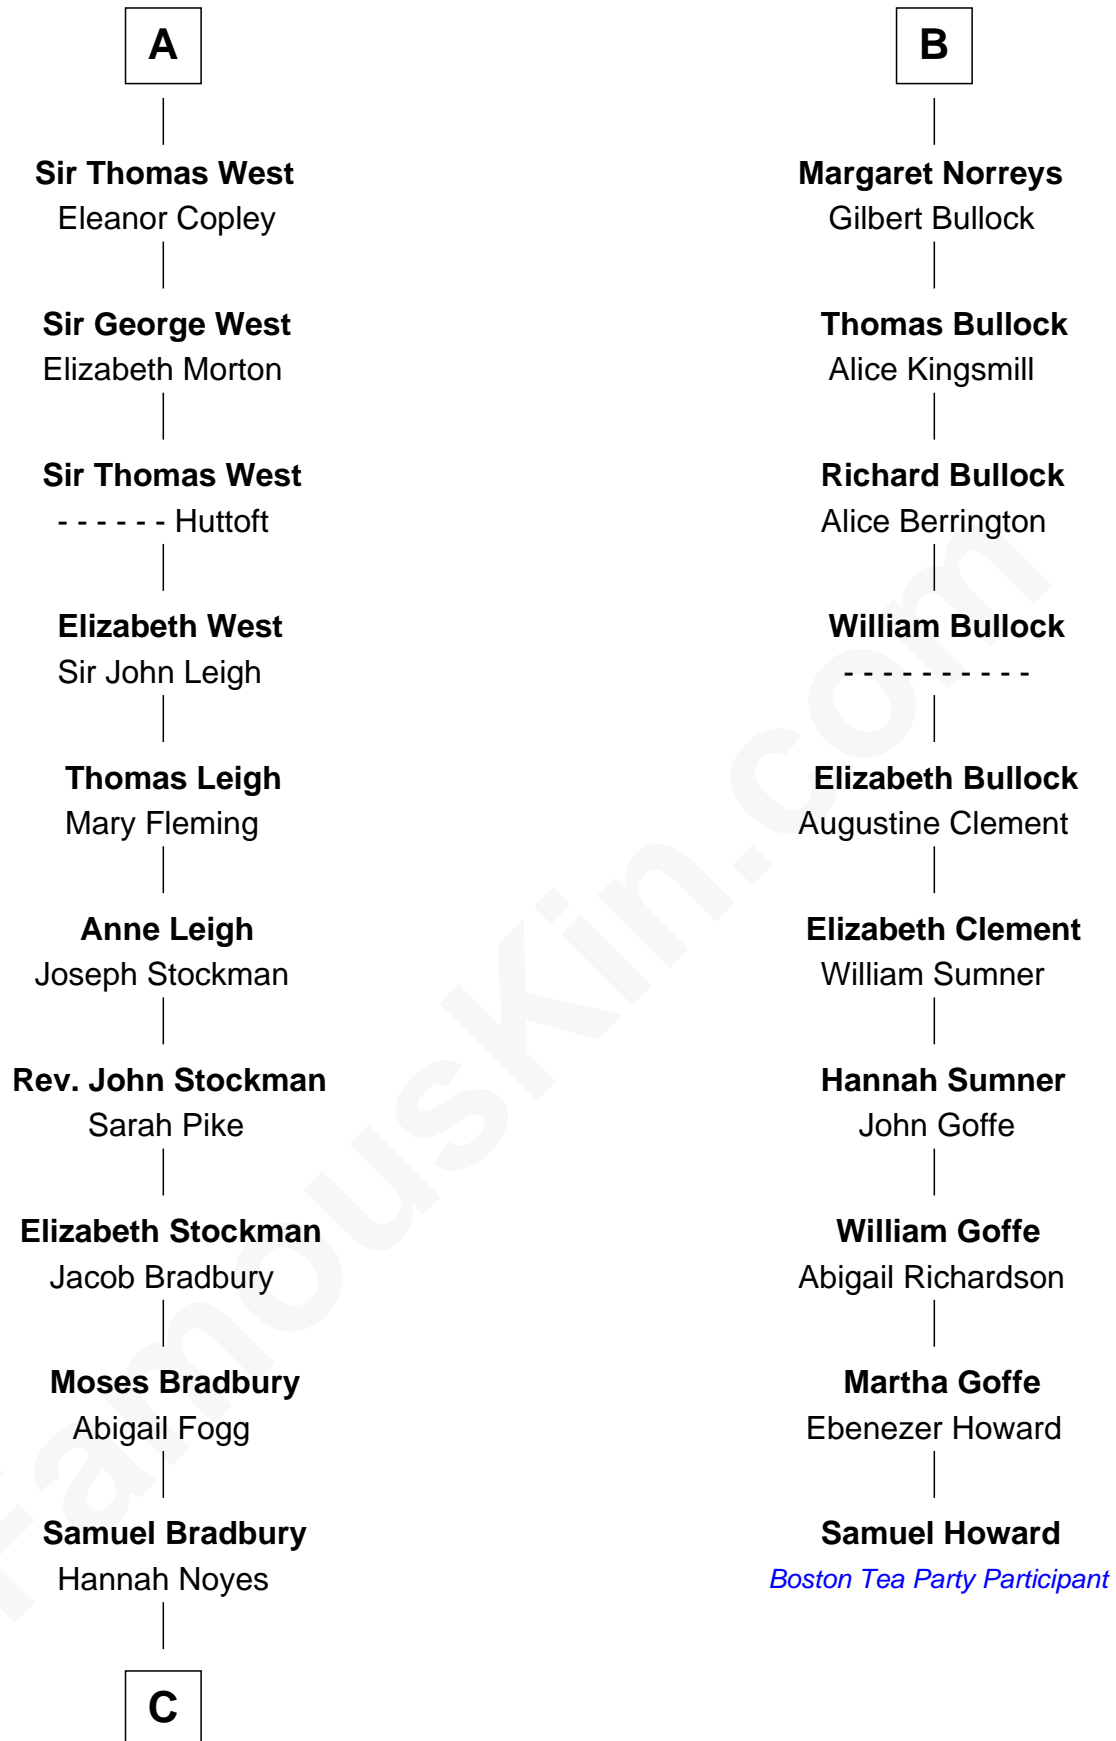 A
Sir Thomas West
Eleanor Copley
Sir George West
Elizabeth Morton
Sir Thomas West
- - - - - - Huttoft
Elizabeth West
Sir John Leigh
Thomas Leigh
Mary Fleming
Anne Leigh
Joseph Stockman
Rev. John Stockman
Sarah Pike
Elizabeth Stockman
Jacob Bradbury
Moses Bradbury
Abigail Fogg
Samuel Bradbury
Hannah Noyes
C
B
Margaret Norreys
Gilbert Bullock
Thomas Bullock
Alice Kingsmill
Richard Bullock
Alice Berrington
William Bullock
- - - - - - - - - -
Elizabeth Bullock
Augustine Clement
Elizabeth Clement
William Sumner
Hannah Sumner
John Goffe
William Goffe
Abigail Richardson
Martha Goffe
Ebenezer Howard
Samuel Howard
Boston Tea Party Participant
FamousKin.com